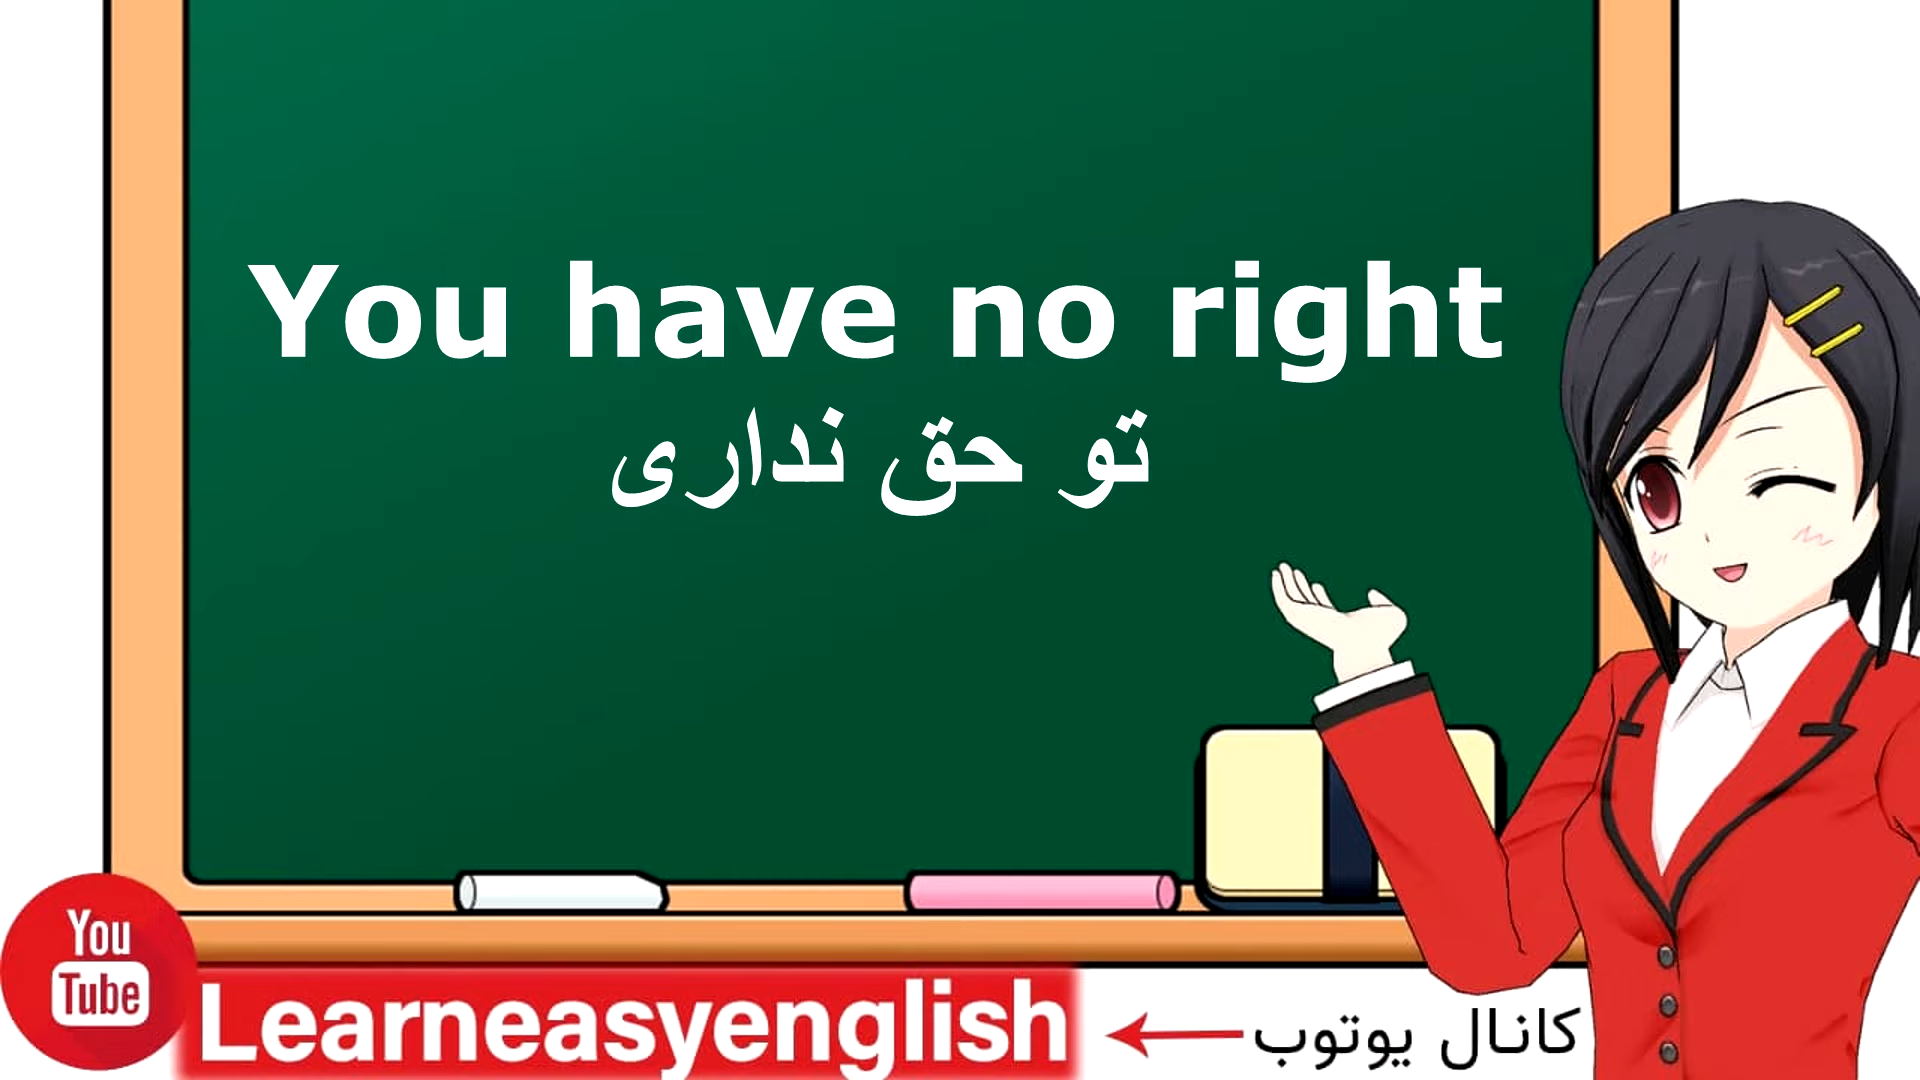 You have no right
تو حق نداری
You
Tube
Learneasyenglish
کانال یوتوب